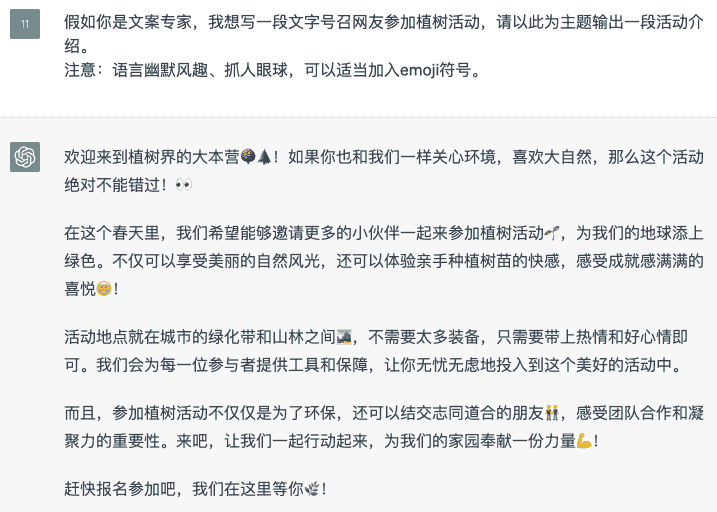 假如你是文案专家，我想写一段文字号召网友参加植树活动，请以此为主题输出一段活动介
绍。
注意：语言幽默风趣、抓人眼球，可以适当加入emoji符号。
欢迎来到植树界的大本营🌳🌲！如果你也和我们一样关心环境，喜欢大自然，那么这个活动
绝对不能错过！👀
在这个春天里，我们希望能够邀请更多的小伙伴一起来参加植树活动🌱，为我们的地球添上
绿色。不仅可以享受美丽的自然风光，还可以体验亲手种植树苗的快感，感受成就感满满的
喜悦😊！
活动地点就在城市的绿化带和山林之间🏞，不需要太多装备，只需要带上热情和好心情即
可。我们会为每一位参与者提供工具和保障，让你无忧无虑地投入到这个美好的活动中。
而且，参加植树活动不仅仅是为了环保，还可以结交志同道合的朋友👯，感受团队合作和凝
聚力的重要性。来吧，让我们一起行动起来，为我们的家园奉献一份力量💪！
赶快报名参加吧，我们在这里等你🌿！